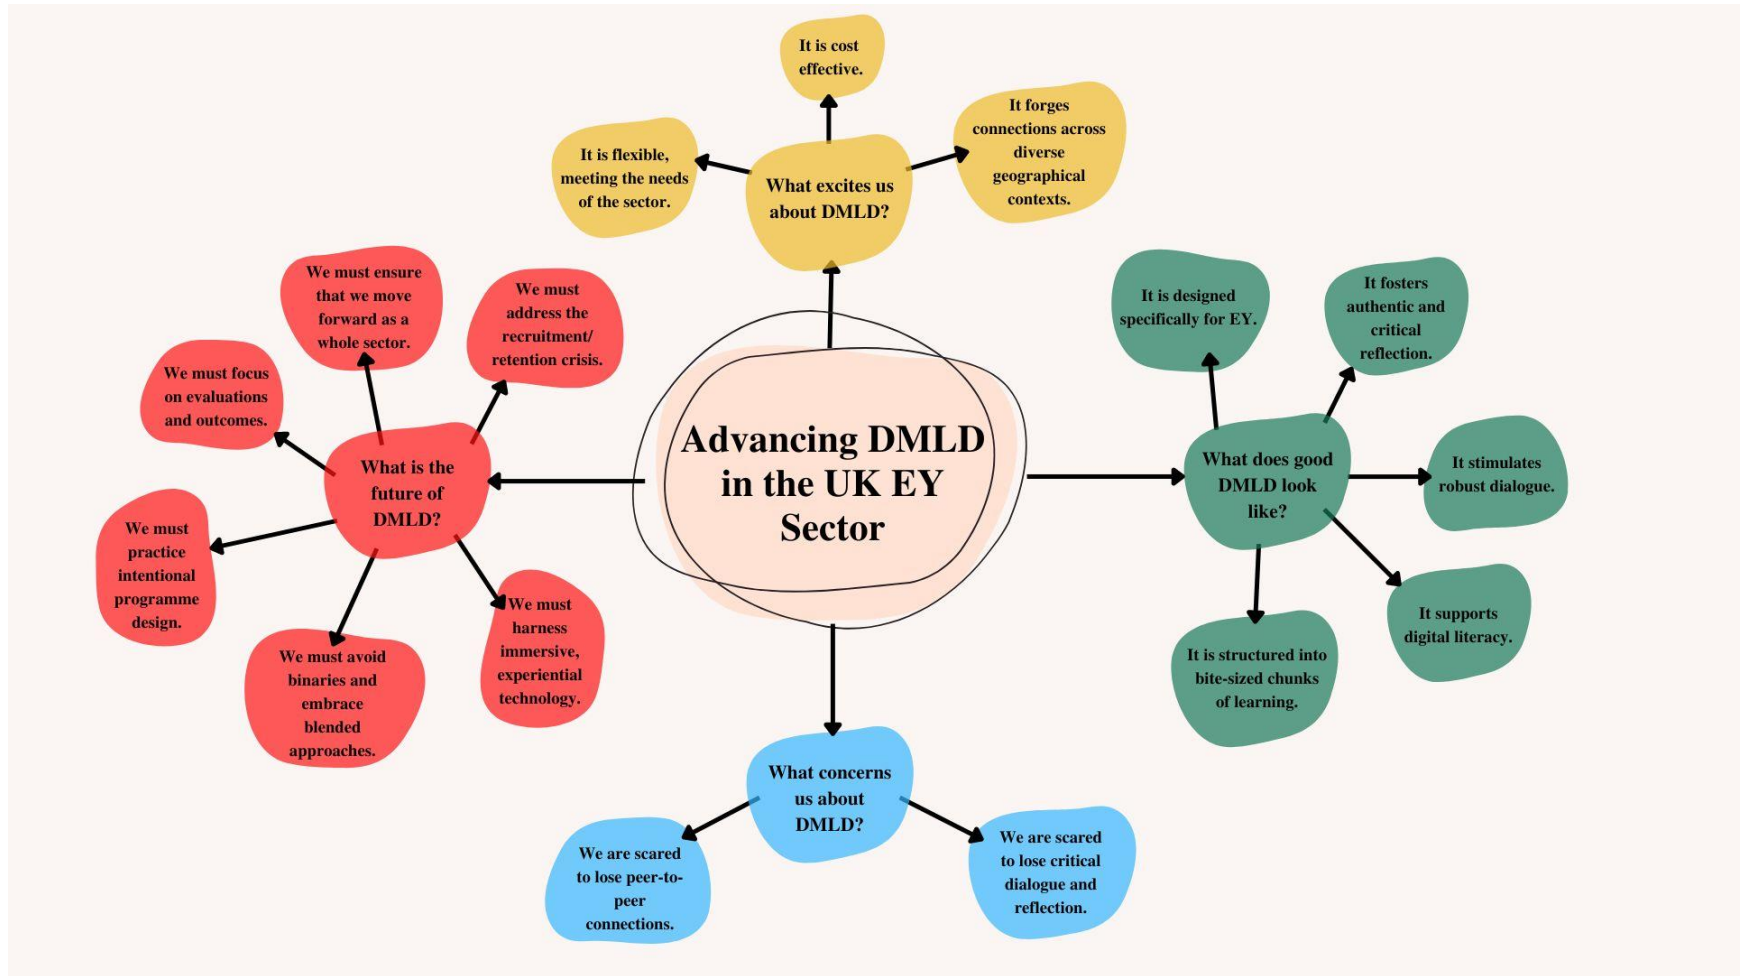 It is cost
effective.
It forges
connections across
diverse
geographical
contexts.
It is flexible,
meeting the needs
of the sector.
What excites us
about DMLD?
We must ensure
that we move
forward as a
whole sector.
We must
address the
recruitment/
retention crisis.
We must focus
on evaluations
and outcomes.
What is the
future of
DMLD?
We must
practice
intentional
programme
design.
We must avoid
binaries and
embrace
blended
approaches.
We must
harness
immersive,
experiential
technology.
Advancing DMLD
in the UK EY
Sector
It is designed
specifically for EY.
It fosters
authentic and
critical
reflection.
What does good
DMLD look
like?
It stimulates
robust dialogue.
It supports
digital literacy.
It is structured into
bite-sized chunks
of learning.
What concerns
us about
DMLD?
We are scared
to lose peer-to-
peer
connections.
We are scared
to lose critical
dialogue and
reflection.